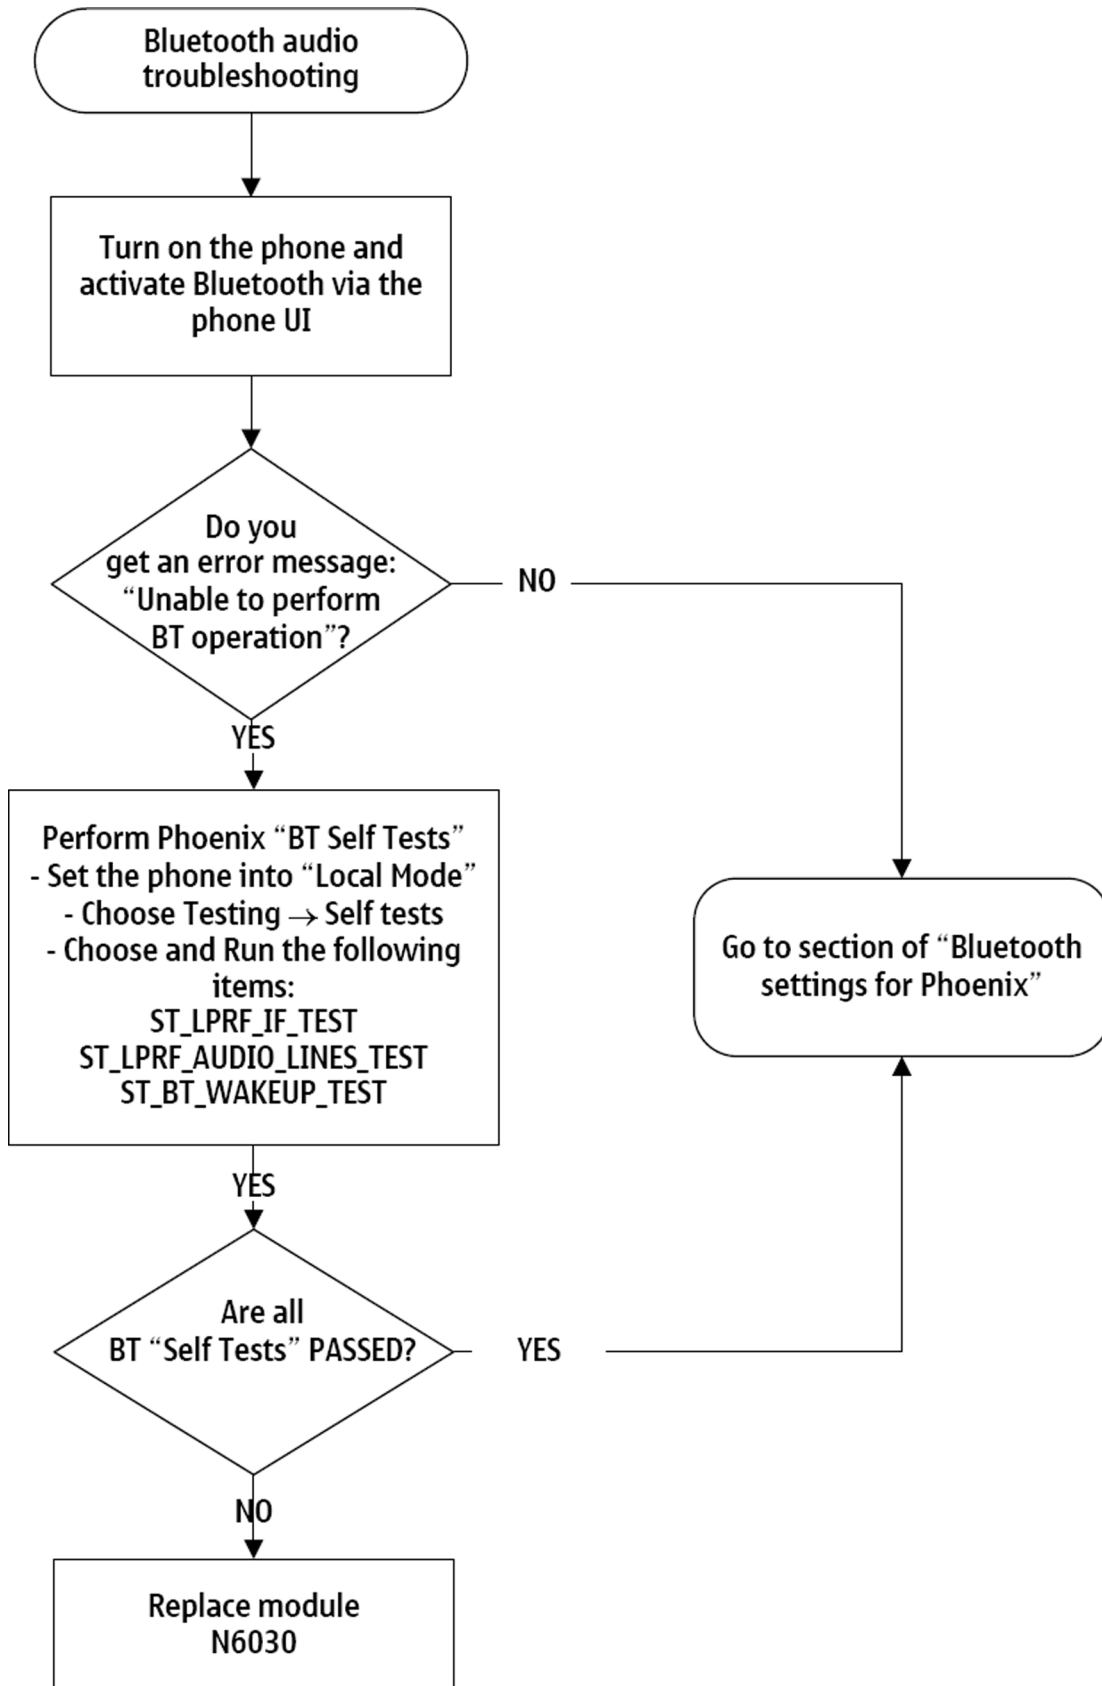 Bluetooth audio
troubleshooting
Turn on the phone and
activate Bluetooth via the
phone UI
Do you
get an error message:
“Unable to perform
BT operation”?
NO
YES
Perform Phoenix “BT Self Tests”
- Set the phone into “Local Mode”
- Choose Testing → Self tests
- Choose and Run the following
items:
ST_LPRF_IF_TEST
ST_LPRF_AUDIO_LINES_TEST
ST_BT_WAKEUP_TEST
Go to section of “Bluetooth
settings for Phoenix”
YES
Are all
BT “Self Tests” PASSED?
YES
NO
Replace module
N6030